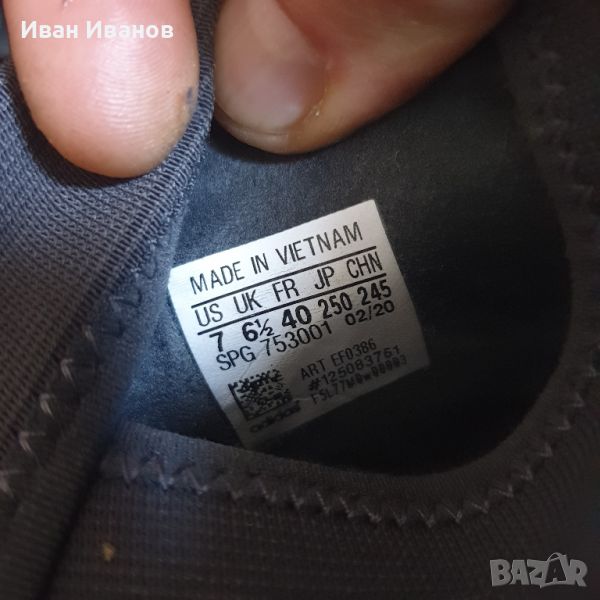 Иван Иванов
MADE IN VIETNAM
US UK FR JP CHN
7 6½ 40 250 245
SPG 753001 02/20
ART EF0386
#125083751
adidas
BAZAR